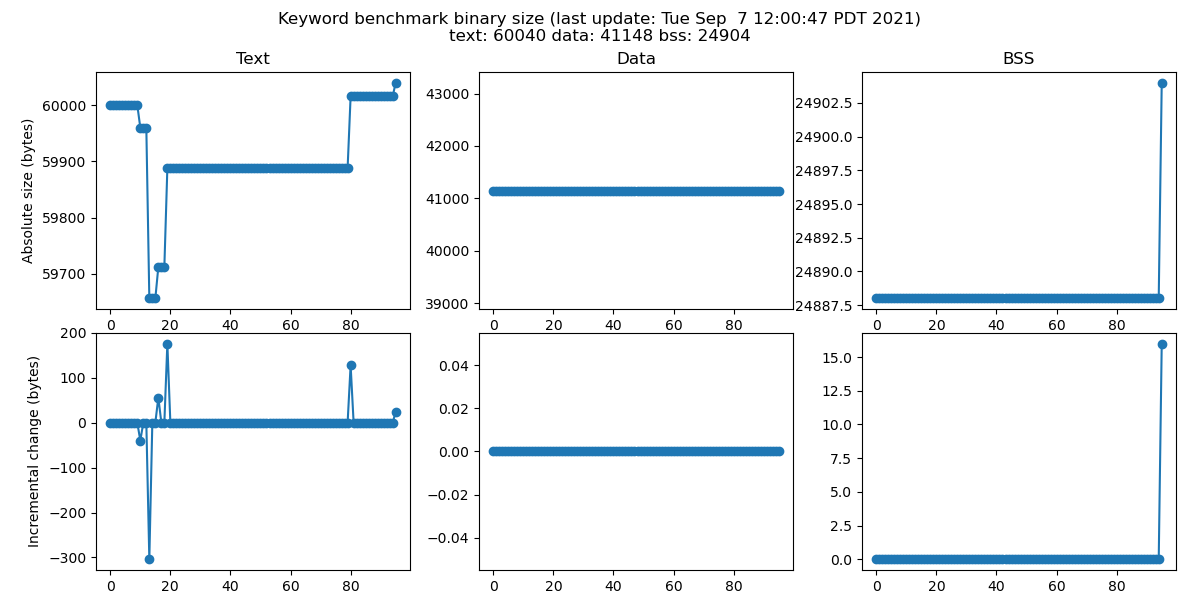 Keyword benchmark binary size (last update: Tue Sep  7 12:00:47 PDT 2021)
text: 60040 data: 41148 bss: 24904
Text
Data
BSS
Absolute size (bytes)
60000
59900
59800
59700
0 20 40 60 80
43000
42000
41000
40000
39000
0 20 40 60 80
24902.5
24900.0
24897.5
24895.0
24892.5
24890.0
24887.5
0 20 40 60 80
Incremental change (bytes)
200
100
0
−100
−200
−300
0 20 40 60 80
0.04
0.02
0.00
−0.02
−0.04
0 20 40 60 80
15.0
12.5
10.0
7.5
5.0
2.5
0.0
0 20 40 60 80